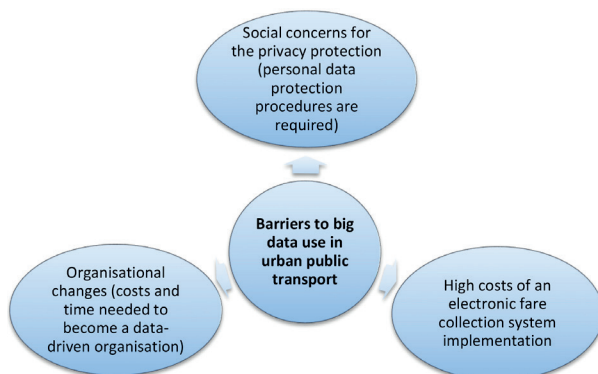 Social concerns for
the privacy protection
(personal data
protection
procedures are
required)
Barriers to big
data use in
urban public
transport
Organisational
changes (costs and
time needed to
become a data-
driven organisation)
High costs of an
electronic fare
collection system
implementation